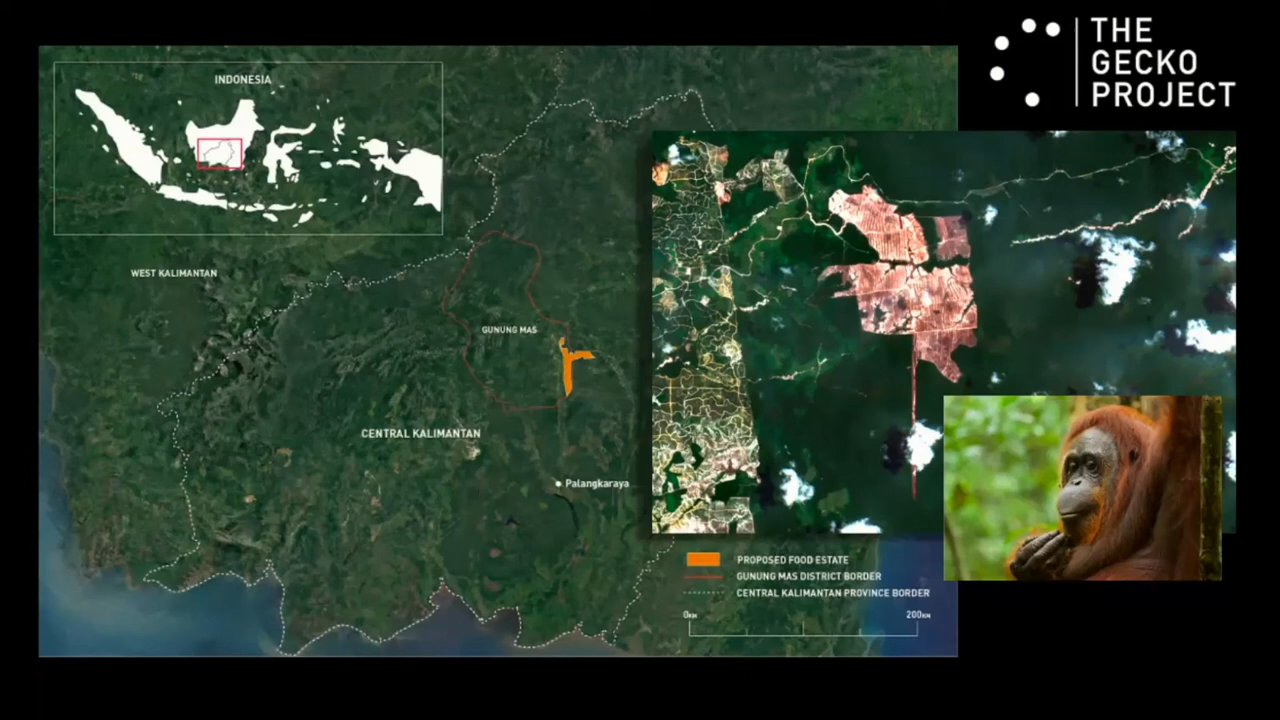 THE
GECKO
PROJECT
INDONESIA
WEST KALIMANTAN
GUNUNG MAS
CENTRAL KALIMANTAN
Palangkaraya
PROPOSED FOOD ESTATE
GUNUNG MAS DISTRICT BORDER
CENTRAL KALIMANTAN PROVINCE BORDER
0KM 200KM